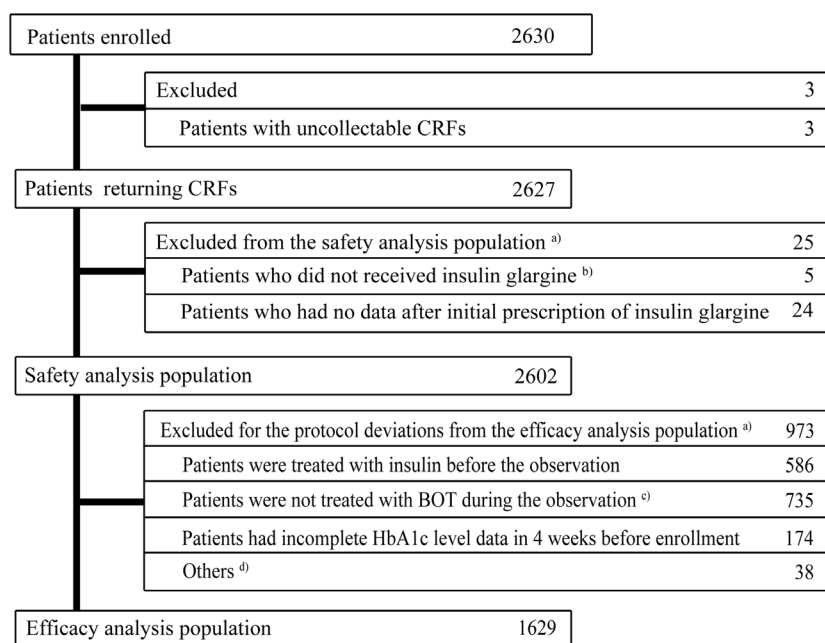 Patients enrolled 2630
Excluded 3
Patients with uncollectable CRFs 3
Patients returning CRFs 2627
Excluded from the safety analysis population a) 25
Patients who did not received insulin glargine b) 5
Patients who had no data after initial prescription of insulin glargine 24
Safety analysis population 2602
Excluded for the protocol deviations from the efficacy analysis population a) 973
Patients were treated with insulin before the observation 586
Patients were not treated with BOT during the observation c) 735
Patients had incomplete HbA1c level data in 4 weeks before enrollment 174
Others d) 38
Efficacy analysis population 1629